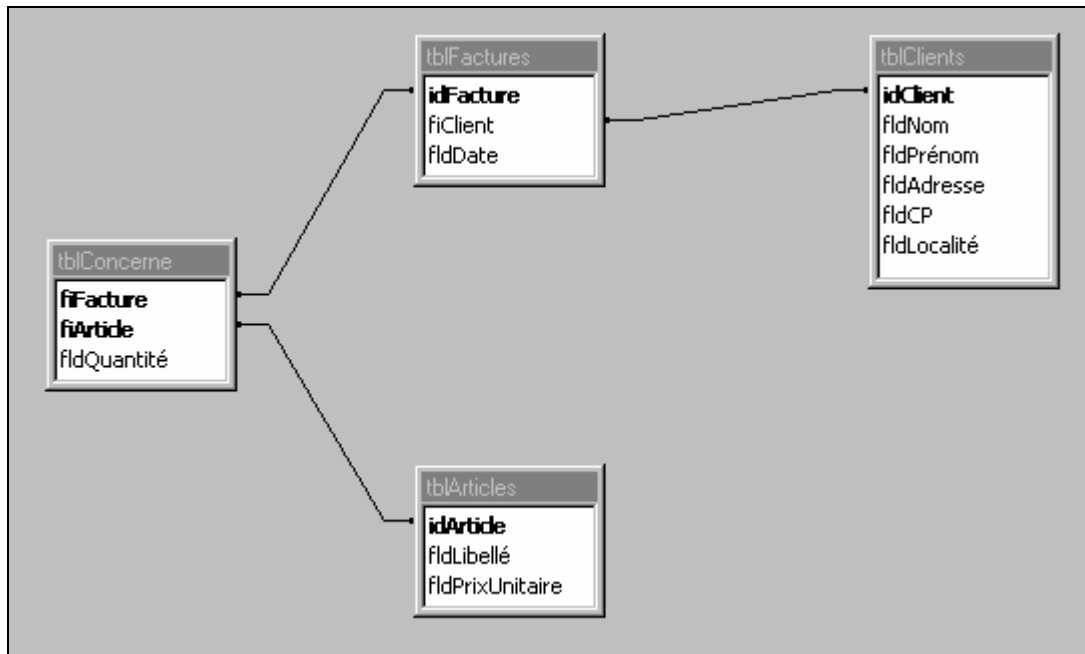 tblFactures
idFacture
fiClient
fldDate
tblClients
idClient
fldNom
fldPrénom
fldAdresse
fldCP
fldLocalité
tblConcerne
fiFacture
fiArticle
fldQuantité
tblArticles
idArticle
fldLibellé
fldPrixUnitaire